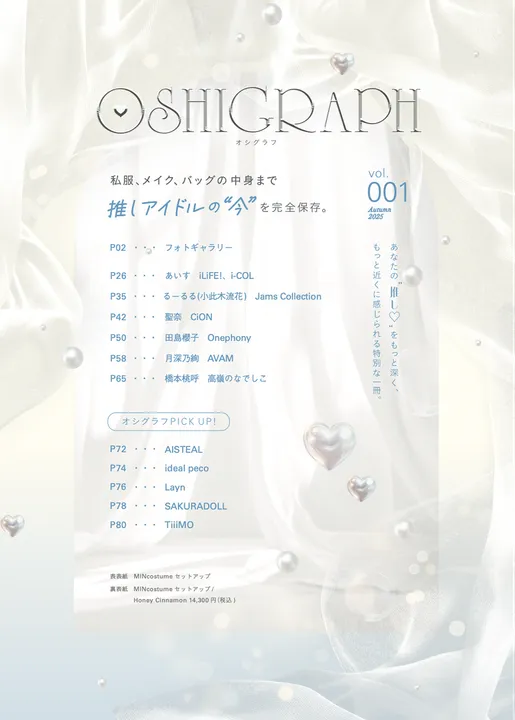 OSHIGRAPH
オシグラフ
私服、メイク、バッグの中身まで
推しアイドルの“今”を完全保存。
vol.
001
Autumn
2025
あなたの“推し♡”をもっと深く、
もっと近くに感じられる特別な一冊。
P02 ・・・ フォトギャラリー
P26 ・・・ あいす iLiFE!、i-COL
P35 ・・・ るーるる(小此木流花) Jams Collection
P42 ・・・ 聖奈 CiON
P50 ・・・ 田島櫻子 Onephony
P58 ・・・ 月深乃絢 AVAM
P65 ・・・ 橋本桃呼 高嶺のなでしこ
オシグラフPICK UP!
P72 ・・・ AISTEAL
P74 ・・・ ideal peco
P76 ・・・ Layn
P78 ・・・ SAKURADOLL
P80 ・・・ TiiiMO
表表紙 MINcostume セットアップ
裏表紙 MINcostume セットアップ /
Honey Cinnamon 14,300 円(税込)